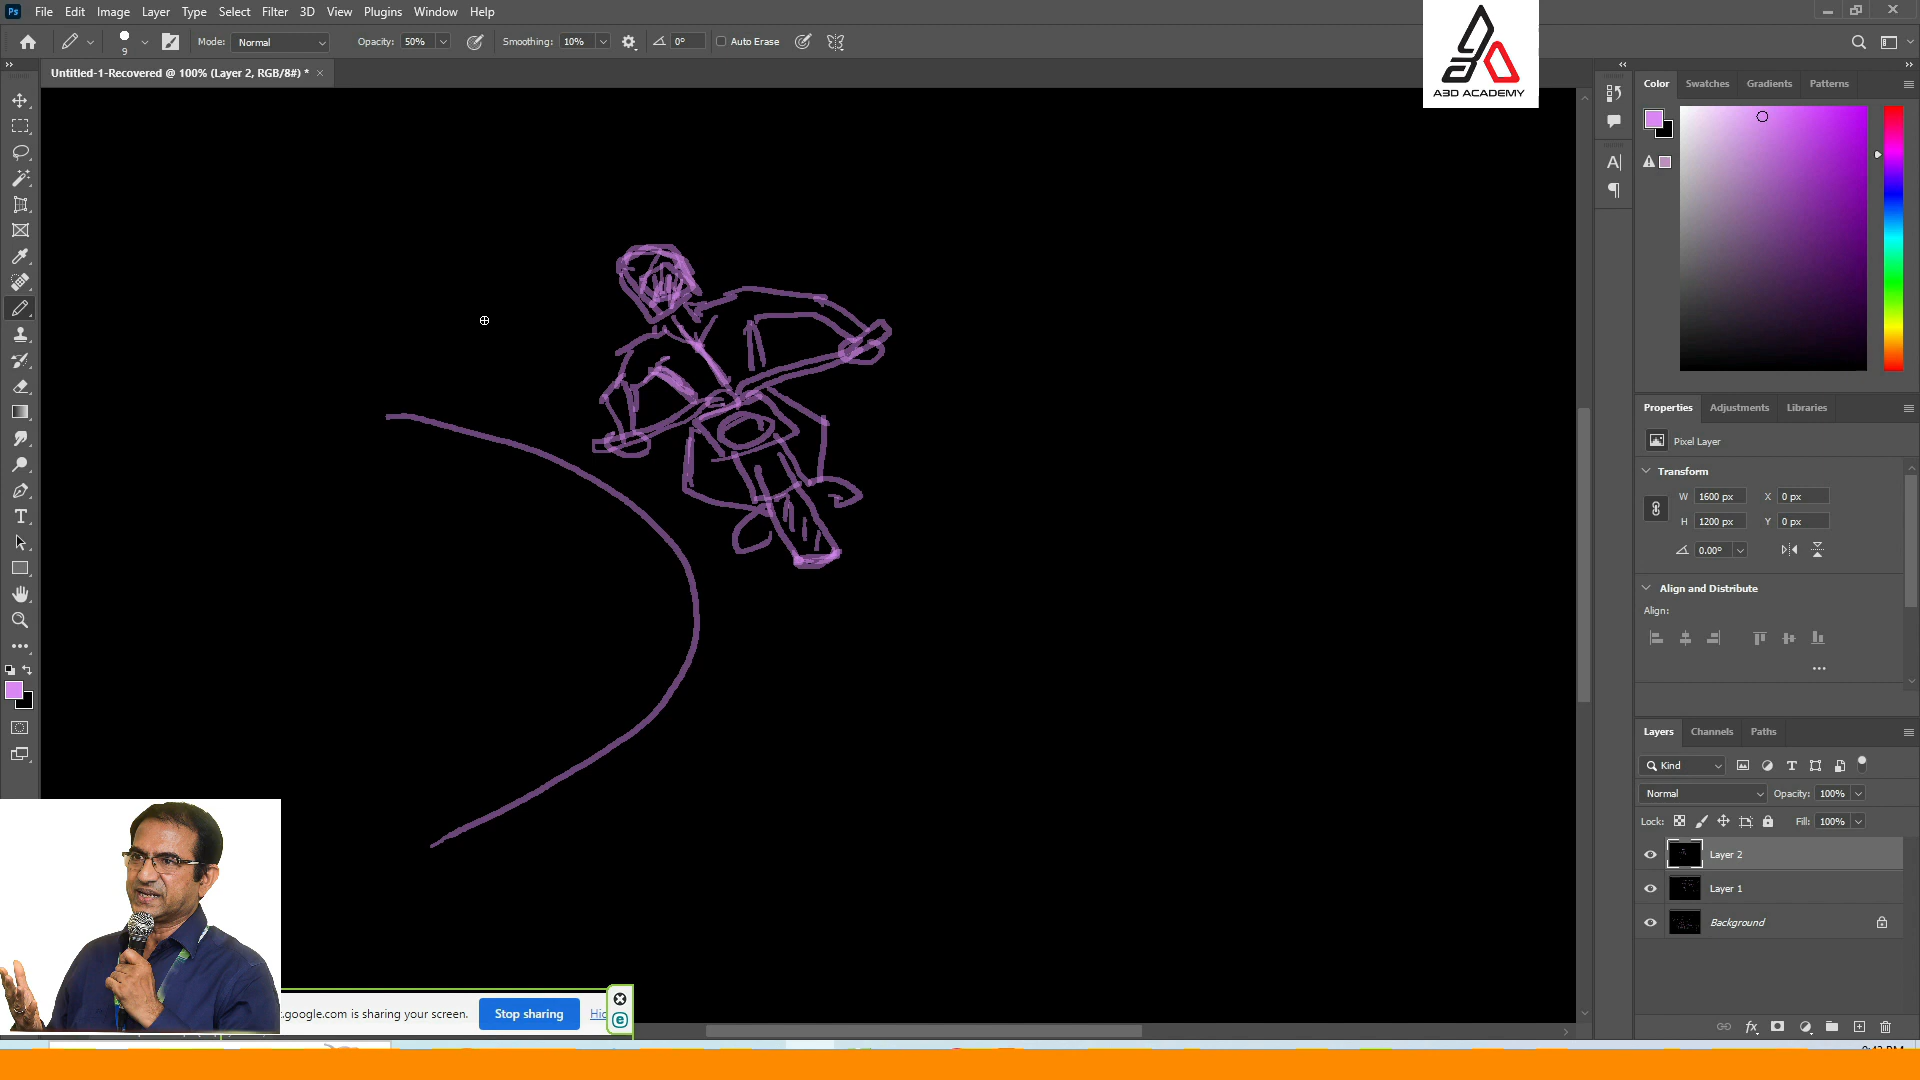 Ps File Edit Image Layer Type Select Filter 3D View Plugins Window Help
9 Mode: Normal Opacity: 50% Smoothing: 10% 0° Auto Erase
Untitled-1-Recovered @ 100% (Layer 2, RGB/8#) * ×
A3D ACADEMY
Color Swatches Gradients Patterns
Properties Adjustments Libraries
Pixel Layer
Transform
W 1600 px X 0 px
H 1200 px Y 0 px
0.00°
Align and Distribute
Align:
Layers Channels Paths
Kind
Normal Opacity: 100%
Lock: Fill: 100%
Layer 2
Layer 1
Background
.google.com is sharing your screen. Stop sharing